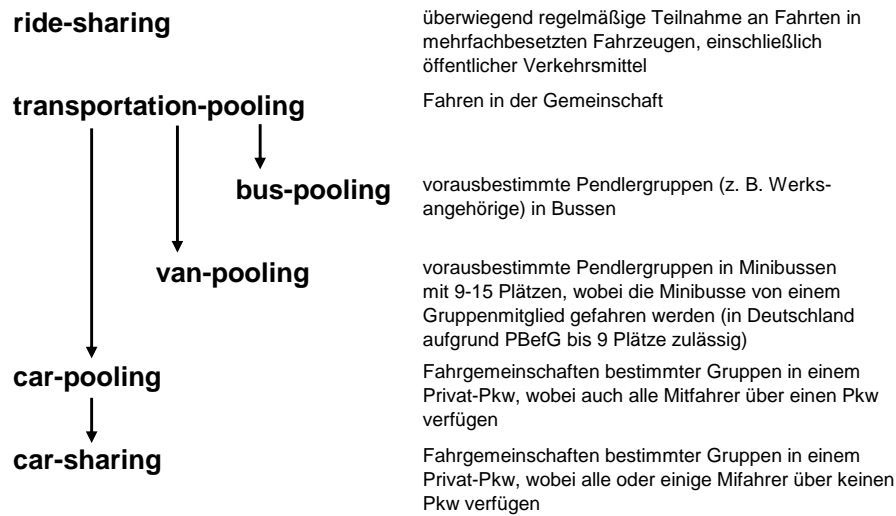 ride-sharing
überwiegend regelmäßige Teilnahme an Fahrten in
mehrfachbesetzten Fahrzeugen, einschließlich
öffentlicher Verkehrsmittel
transportation-pooling
Fahren in der Gemeinschaft
bus-pooling
vorausbestimmte Pendlergruppen (z. B. Werks-
angehörige) in Bussen
van-pooling
vorausbestimmte Pendlergruppen in Minibussen
mit 9-15 Plätzen, wobei die Minibusse von einem
Gruppenmitglied gefahren werden (in Deutschland
aufgrund PBefG bis 9 Plätze zulässig)
car-pooling
Fahrgemeinschaften bestimmter Gruppen in einem
Privat-Pkw, wobei auch alle Mitfahrer über einen Pkw
verfügen
car-sharing
Fahrgemeinschaften bestimmter Gruppen in einem
Privat-Pkw, wobei alle oder einige Mifahrer über keinen
Pkw verfügen